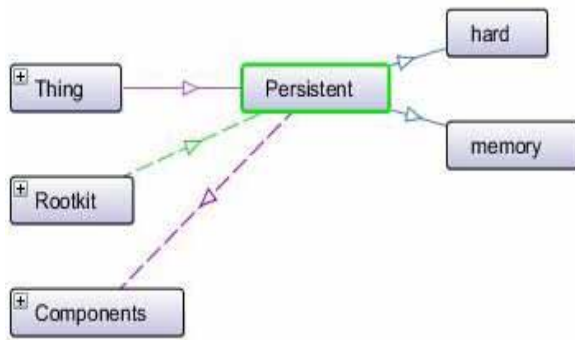 hard
Thing
Persistent
memory
Rootkit
Components